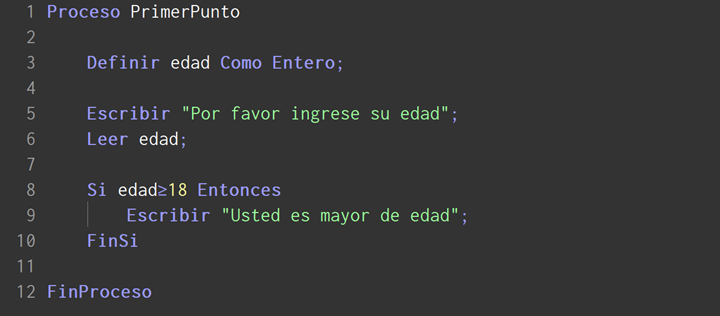 1 Proceso PrimerPunto
2
3 Definir edad Como Entero;
4
5 Escribir "Por favor ingrese su edad";
6 Leer edad;
7
8 Si edad≥18 Entonces
9 Escribir "Usted es mayor de edad";
10 FinSi
11
12 FinProceso